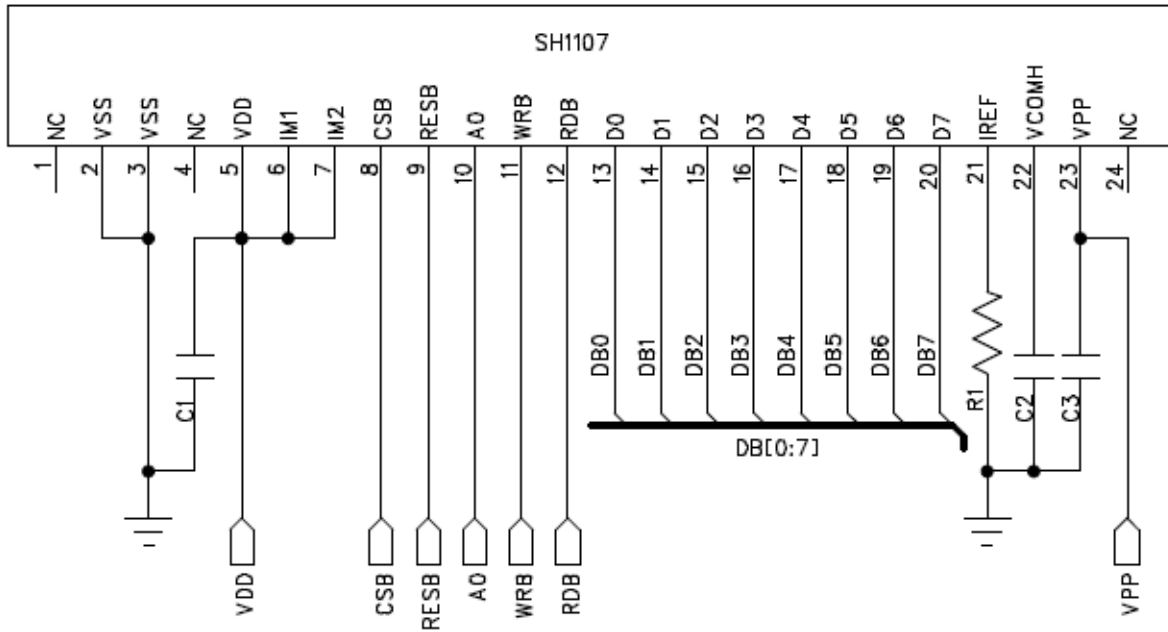 SH1107
NC
VSS
VSS
NC
VDD
IM1
IM2
CSB
RESB
A0
WRB
RDB
D0
D1
D2
D3
D4
D5
D6
D7
IREF
VCOMH
VPP
NC
1
2
3
4
5
6
7
8
9
10
11
12
13
14
15
16
17
18
19
20
21
22
23
24
DB0
DB1
DB2
DB3
DB4
DB5
DB6
DB7
C1
R1
C2
C3
DB[0:7]
VDD
CSB
RESB
A0
WRB
RDB
VPP